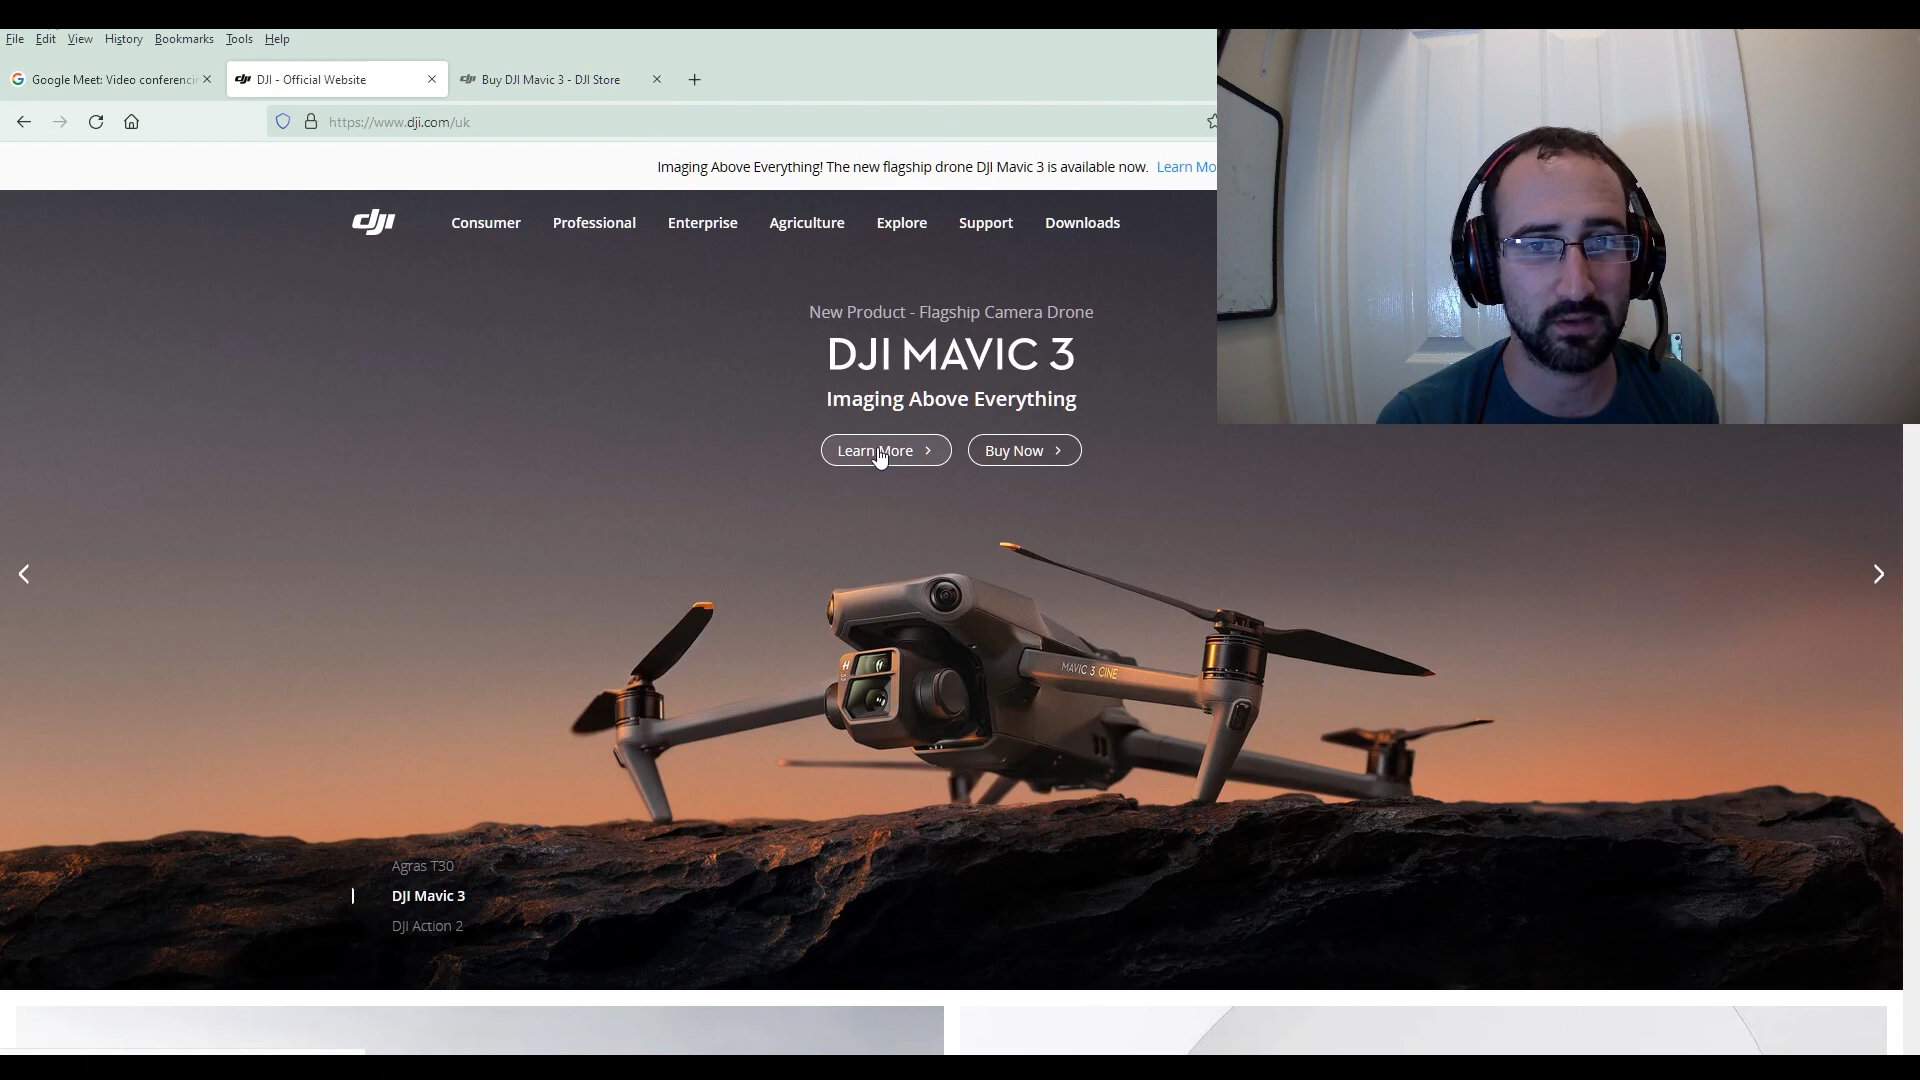 File Edit View History Bookmarks Tools Help
Google Meet: Video conferenci
DJI - Official Website
Buy DJI Mavic 3 - DJI Store
https://www.dji.com/uk
Imaging Above Everything! The new flagship drone DJI Mavic 3 is available now. Learn Mo
dji Consumer Professional Enterprise Agriculture Explore Support Downloads
New Product - Flagship Camera Drone
DJI MAVIC 3
Imaging Above Everything
Learn More Buy Now
MAVIC 3 CINE
Agras T30
DJI Mavic 3
DJI Action 2